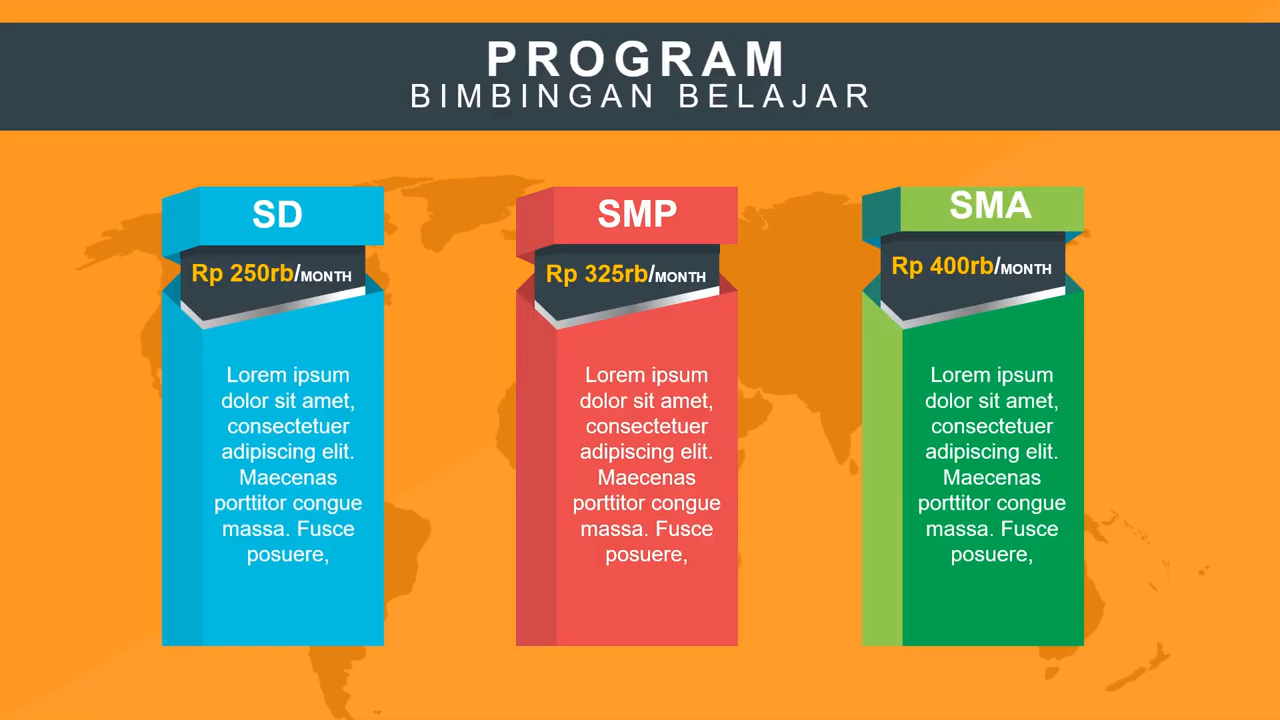 PROGRAM
BIMBINGAN BELAJAR
SD
Rp 250rb/MONTH
Lorem ipsum
dolor sit amet,
consectetuer
adipiscing elit.
Maecenas
porttitor congue
massa. Fusce
posuere,
SMP
Rp 325rb/MONTH
Lorem ipsum
dolor sit amet,
consectetuer
adipiscing elit.
Maecenas
porttitor congue
massa. Fusce
posuere,
SMA
Rp 400rb/MONTH
Lorem ipsum
dolor sit amet,
consectetuer
adipiscing elit.
Maecenas
porttitor congue
massa. Fusce
posuere,